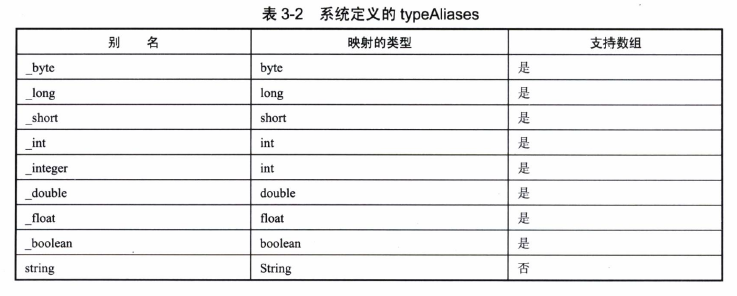 表 3-2 系统定义的 typeAliases
别 名 映射的类型 支持数组
_byte byte 是
_long long 是
_short short 是
_int int 是
_integer int 是
_double double 是
_float float 是
_boolean boolean 是
string String 否